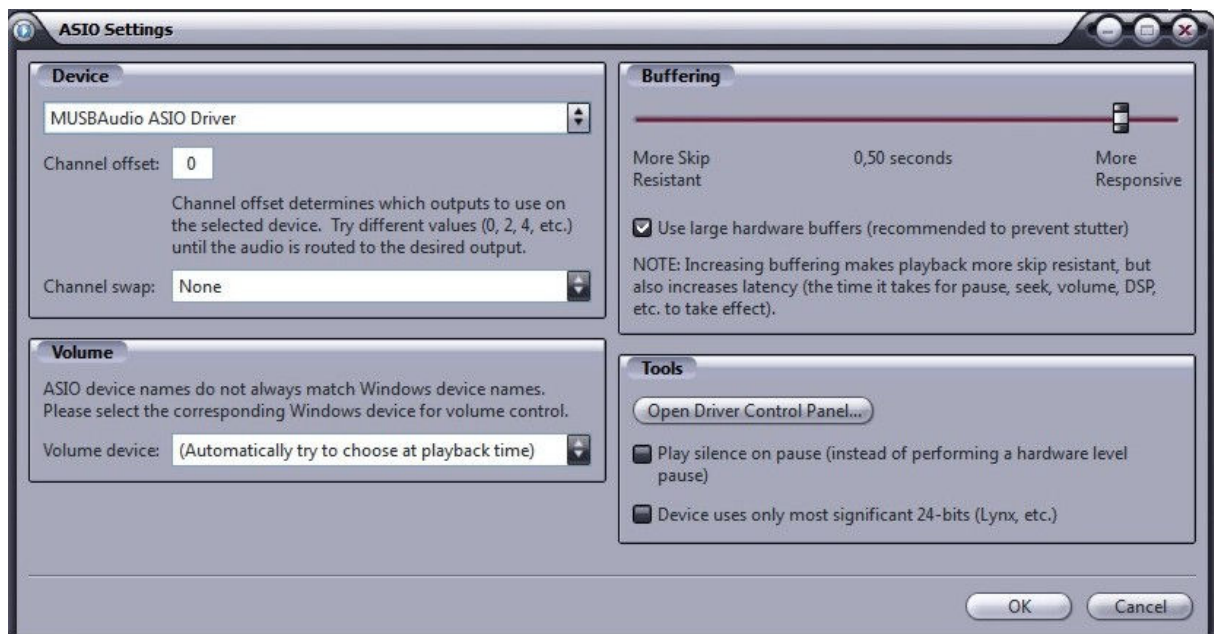 ASIO Settings
Device
MUSBAudio ASIO Driver
Channel offset: 0
Channel offset determines which outputs to use on
the selected device. Try different values (0, 2, 4, etc.)
until the audio is routed to the desired output.
Channel swap: None
Volume
ASIO device names do not always match Windows device names.
Please select the corresponding Windows device for volume control.
Volume device: (Automatically try to choose at playback time)
Buffering
More Skip
Resistant
0,50 seconds
More
Responsive
Use large hardware buffers (recommended to prevent stutter)
NOTE: Increasing buffering makes playback more skip resistant, but
also increases latency (the time it takes for pause, seek, volume, DSP,
etc. to take effect).
Tools
Open Driver Control Panel...
Play silence on pause (instead of performing a hardware level
pause)
Device uses only most significant 24-bits (Lynx, etc.)
OK
Cancel